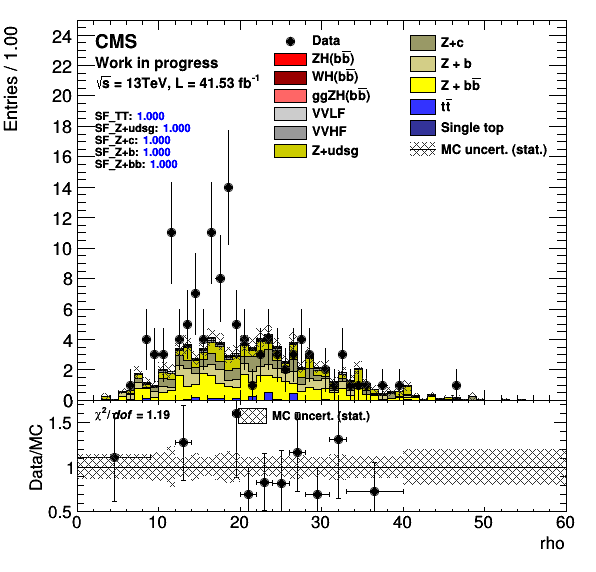 CMS
Work in progress
√s = 13TeV, L = 41.53 fb⁻¹
SF_TT: 1.000
SF_Z+udsg: 1.000
SF_Z+c: 1.000
SF_Z+b: 1.000
SF_Z+bb: 1.000
Data
ZH(bb̅)
WH(bb̅)
ggZH(bb̅)
VVLF
VVHF
Z+udsg
Z+c
Z + b
Z + bb̅
tt̅
Single top
MC uncert. (stat.)
Entries / 1.00
24
22
20
18
16
14
12
10
8
6
4
2
0
χ²/dof = 1.19
MC uncert. (stat.)
Data/MC
1.5
1
0.5
0 10 20 30 40 50 60
rho